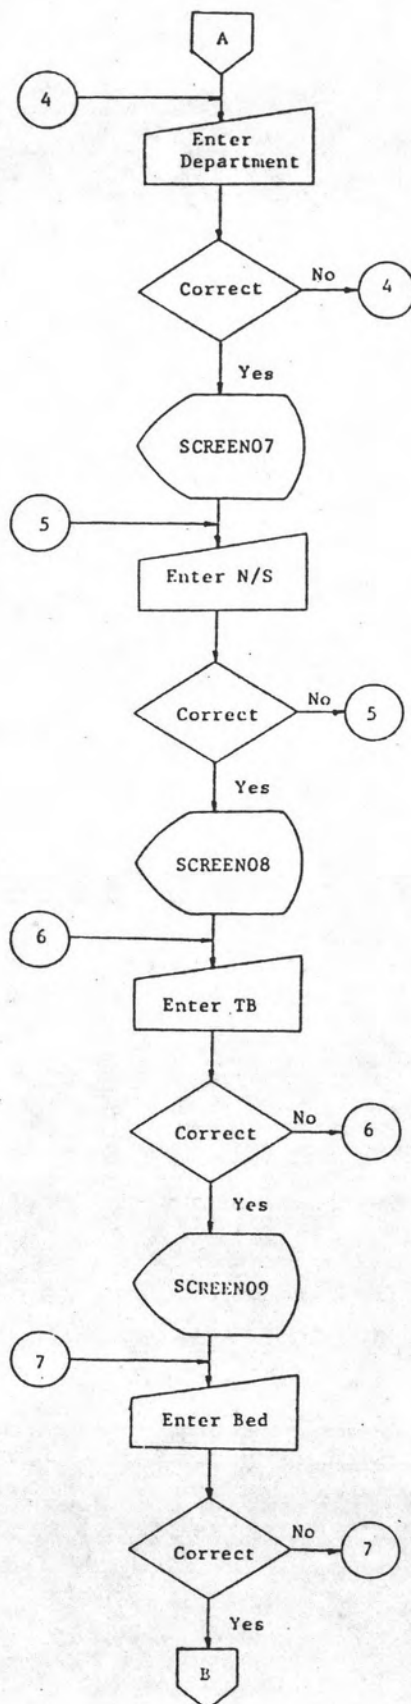 A
4
Enter
Department
Correct
No
4
Yes
SCREEN07
5
Enter N/S
Correct
No
5
Yes
SCREEN08
6
Enter TB
Correct
No
6
Yes
SCREEN09
7
Enter Bed
Correct
No
7
Yes
B